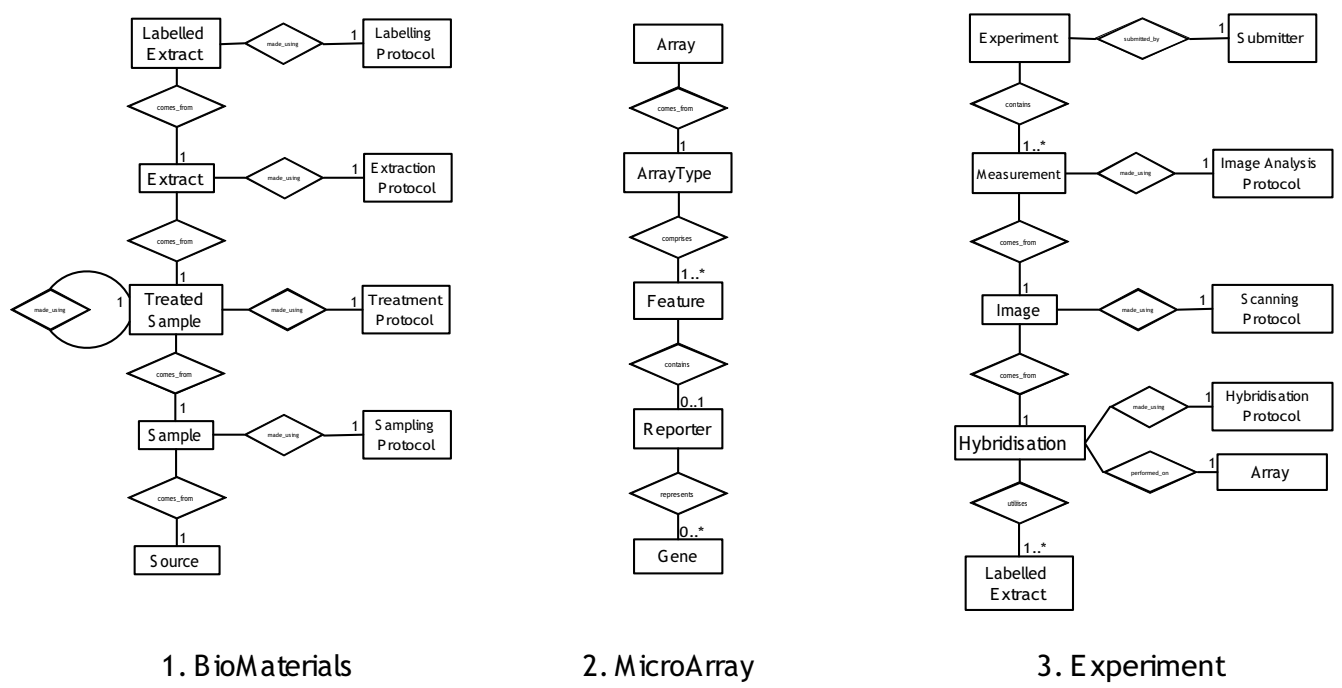 Labelled
Extract
made_using
1
Labelling
Protocol
comes_from
1
Extract
made_using
1
Extraction
Protocol
comes_from
1
made_using
1
Treated
Sample
made_using
1
Treatment
Protocol
comes_from
1
Sample
made_using
1
Sampling
Protocol
comes_from
1
Source
1. BioMaterials
Array
comes_from
1
ArrayType
comprises
1..*
Feature
contains
0..1
Reporter
represents
0..*
Gene
2. MicroArray
Experiment
submitted_by
1
Submitter
contains
1..*
Measurement
made_using
1
Image Analysis
Protocol
comes_from
1
Image
made_using
1
Scanning
Protocol
comes_from
1
Hybridisation
made_using
1
Hybridisation
Protocol
performed_on
1
Array
utilises
1..*
Labelled
Extract
3. Experiment